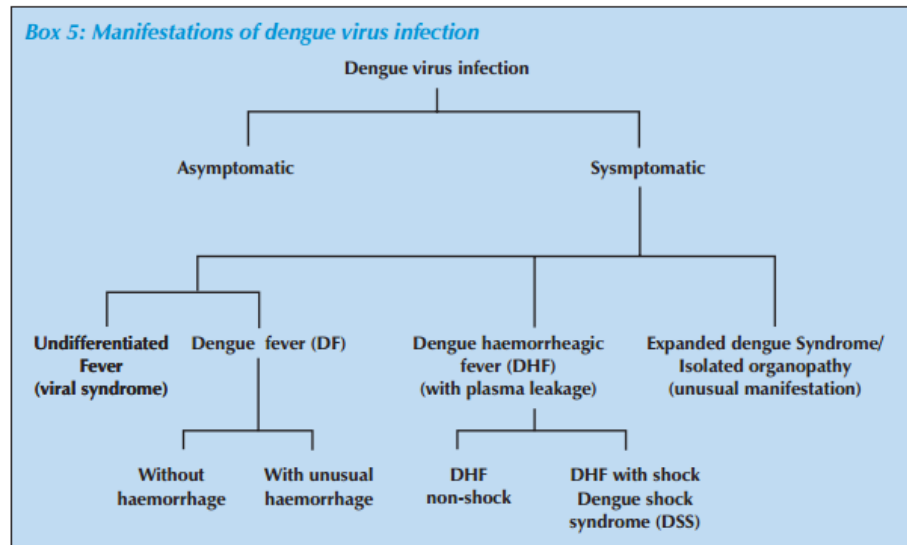 Box 5: Manifestations of dengue virus infection
Dengue virus infection
Asymptomatic
Sysmptomatic
Undifferentiated
Fever
(viral syndrome)
Dengue fever (DF)
Dengue haemorrheagic
fever (DHF)
(with plasma leakage)
Expanded dengue Syndrome/
Isolated organopathy
(unusual manifestation)
Without
haemorrhage
With unusual
haemorrhage
DHF
non-shock
DHF with shock
Dengue shock
syndrome (DSS)